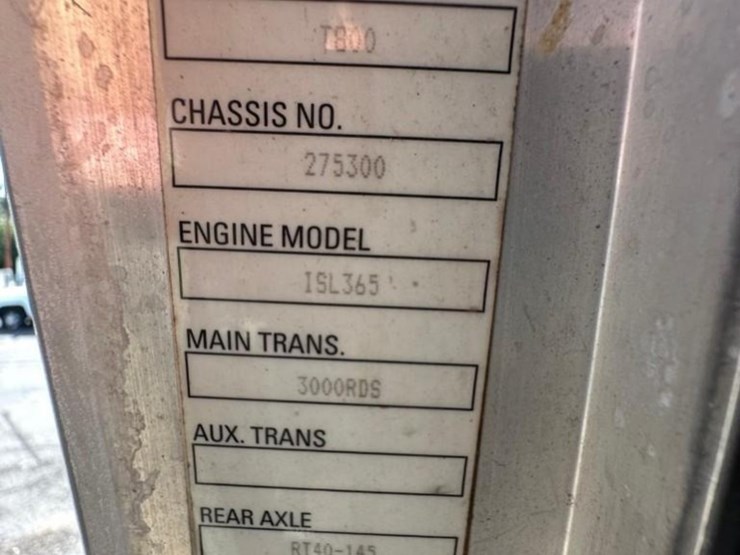 T800
CHASSIS NO.
275300
ENGINE MODEL
ISL365
MAIN TRANS.
3000RDS
AUX. TRANS
REAR AXLE
RT40-145